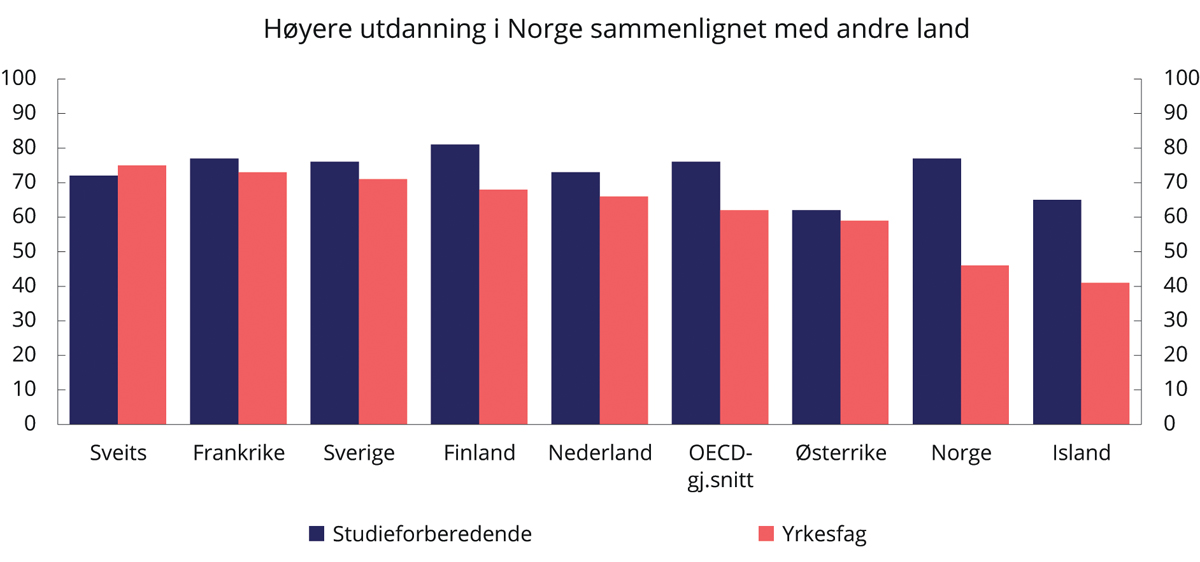 Høyere utdanning i Norge sammenlignet med andre land
100 100
90 90
80 80
70 70
60 60
50 50
40 40
30 30
20 20
10 10
0 0
Sveits Frankrike Sverige Finland Nederland OECD- Østerrike Norge Island
gj.snitt
Studieforberedende Yrkesfag